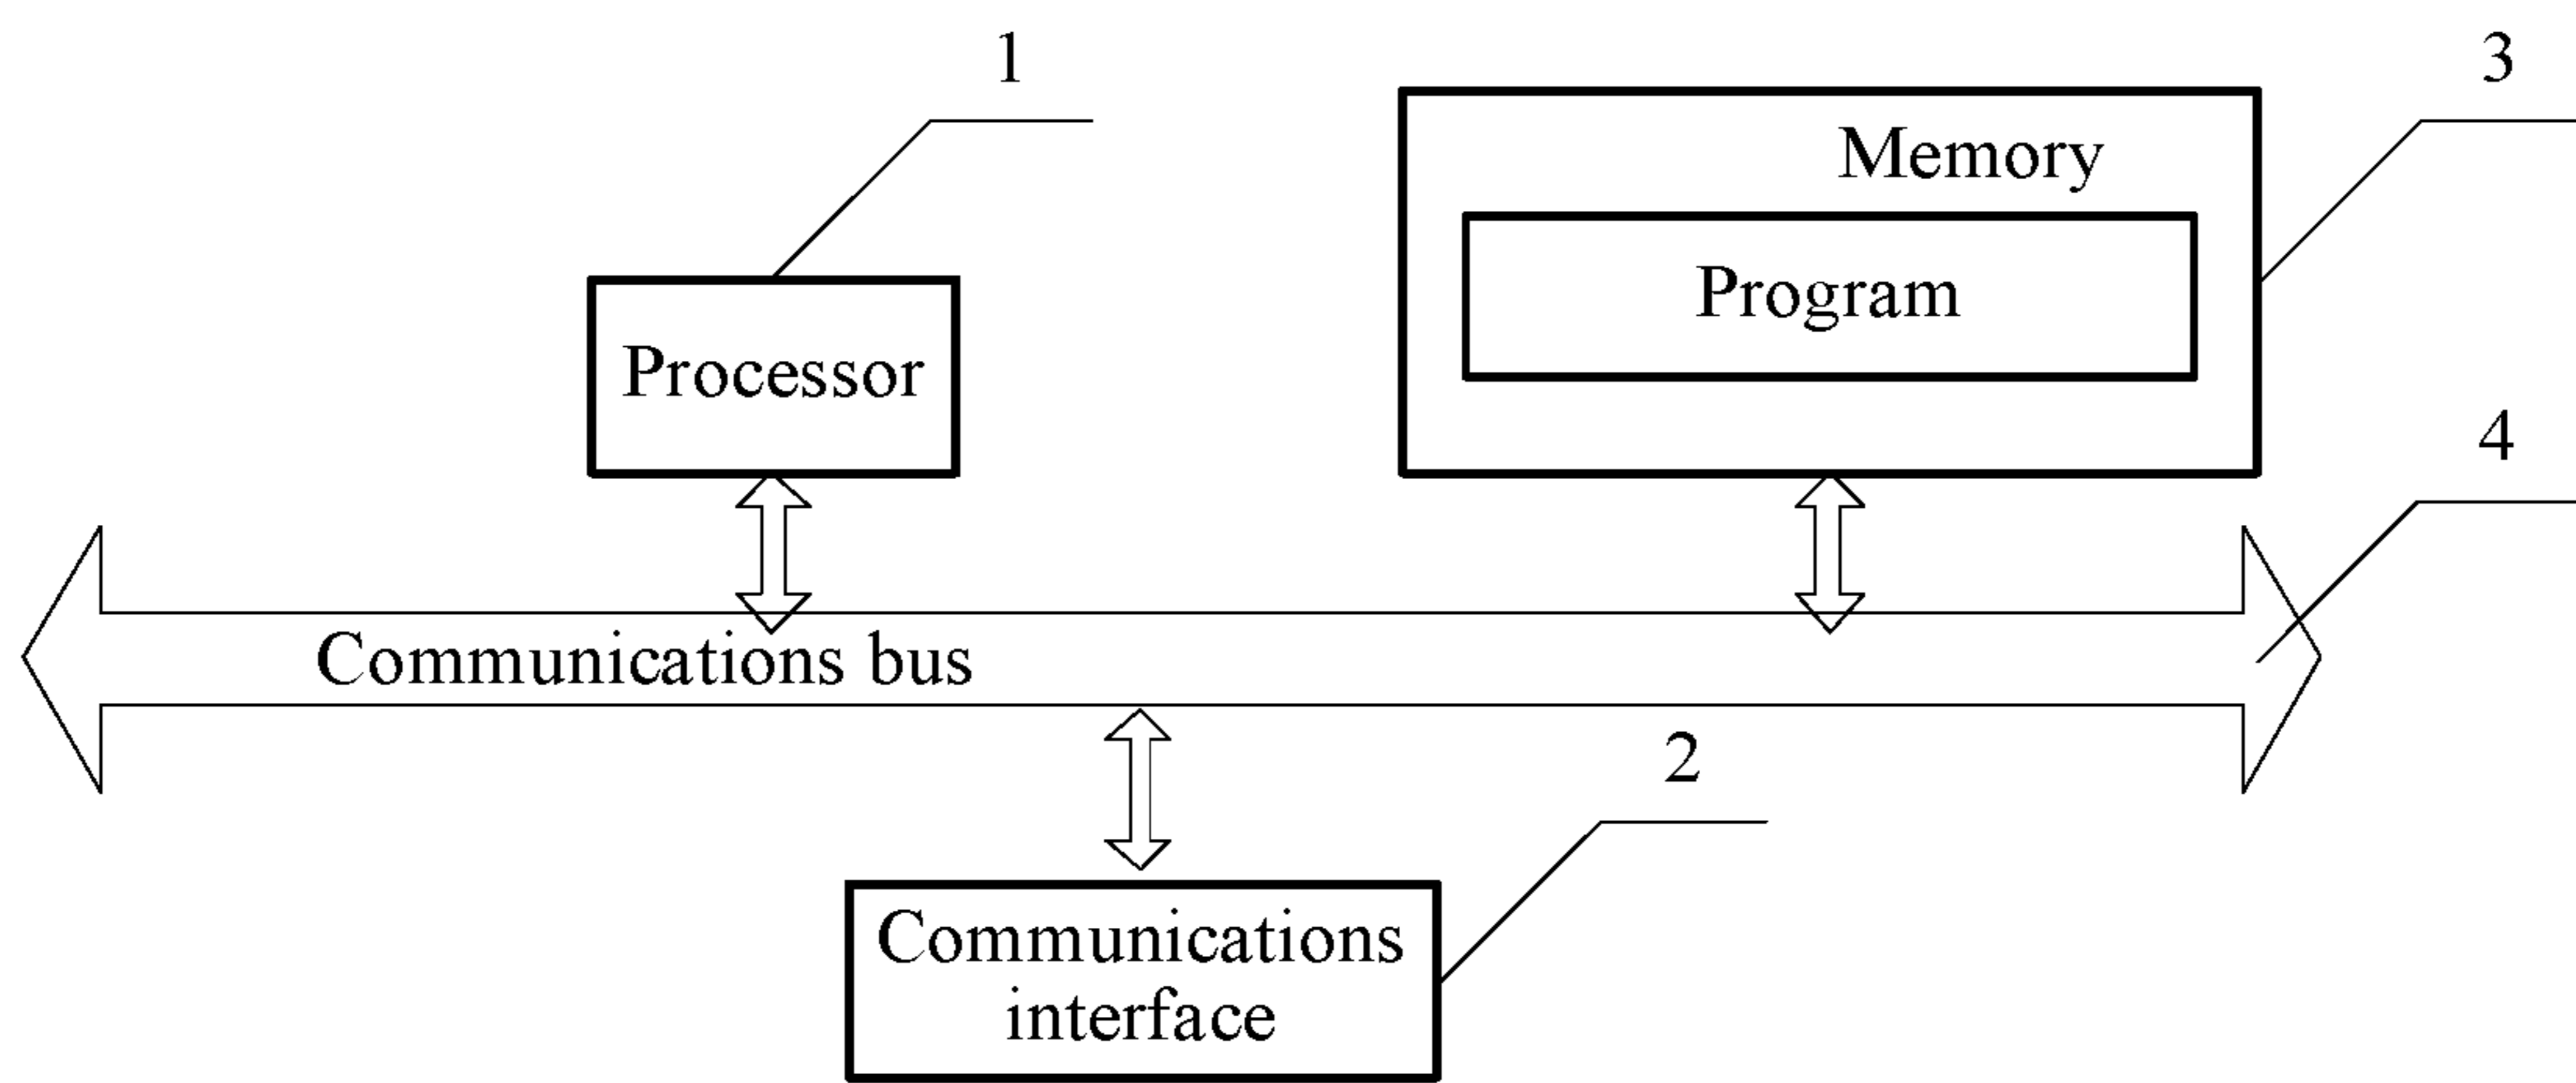 1
3
Memory
Program
Processor
4
Communications bus
2
Communications
interface